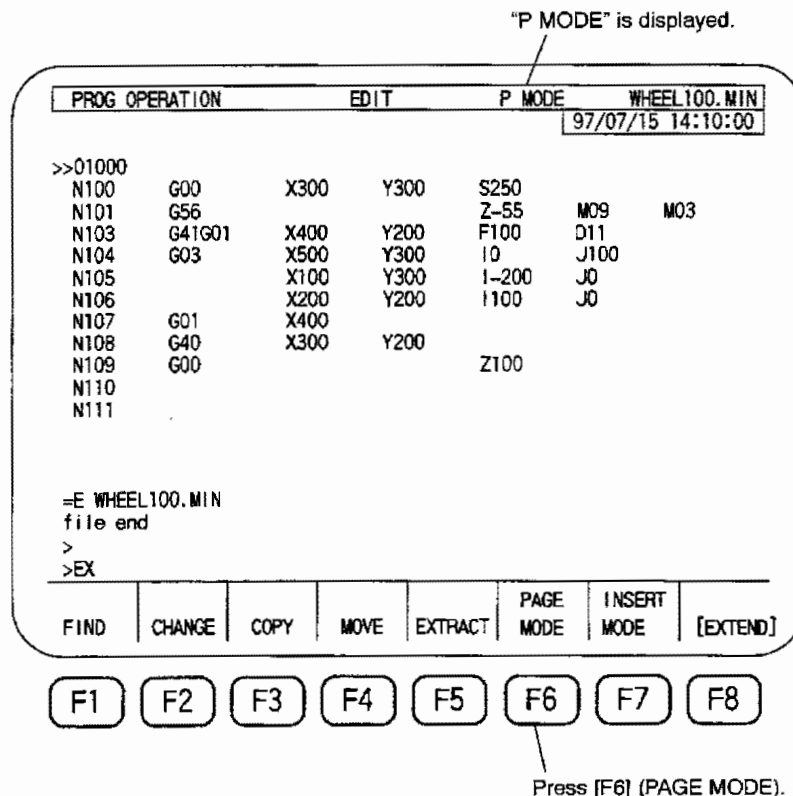 “P MODE” is displayed.
PROG OPERATION EDIT P MODE WHEEL100.MIN
97/07/15 14:10:00
>>O1000
N100 G00 X300 Y300 S250
N101 G56 Z-55 M09 M03
N103 G41G01 X400 Y200 F100 D11
N104 G03 X500 Y300 I0 J100
N105 X100 Y300 I-200 J0
N106 X200 Y200 I100 J0
N107 G01 X400
N108 G40 X300 Y200
N109 G00 Z100
N110
N111
=E WHEEL100.MIN
file end
>
>EX
FIND CHANGE COPY MOVE EXTRACT PAGE MODE INSERT MODE [EXTEND]
F1 F2 F3 F4 F5 F6 F7 F8
Press [F6] (PAGE MODE).